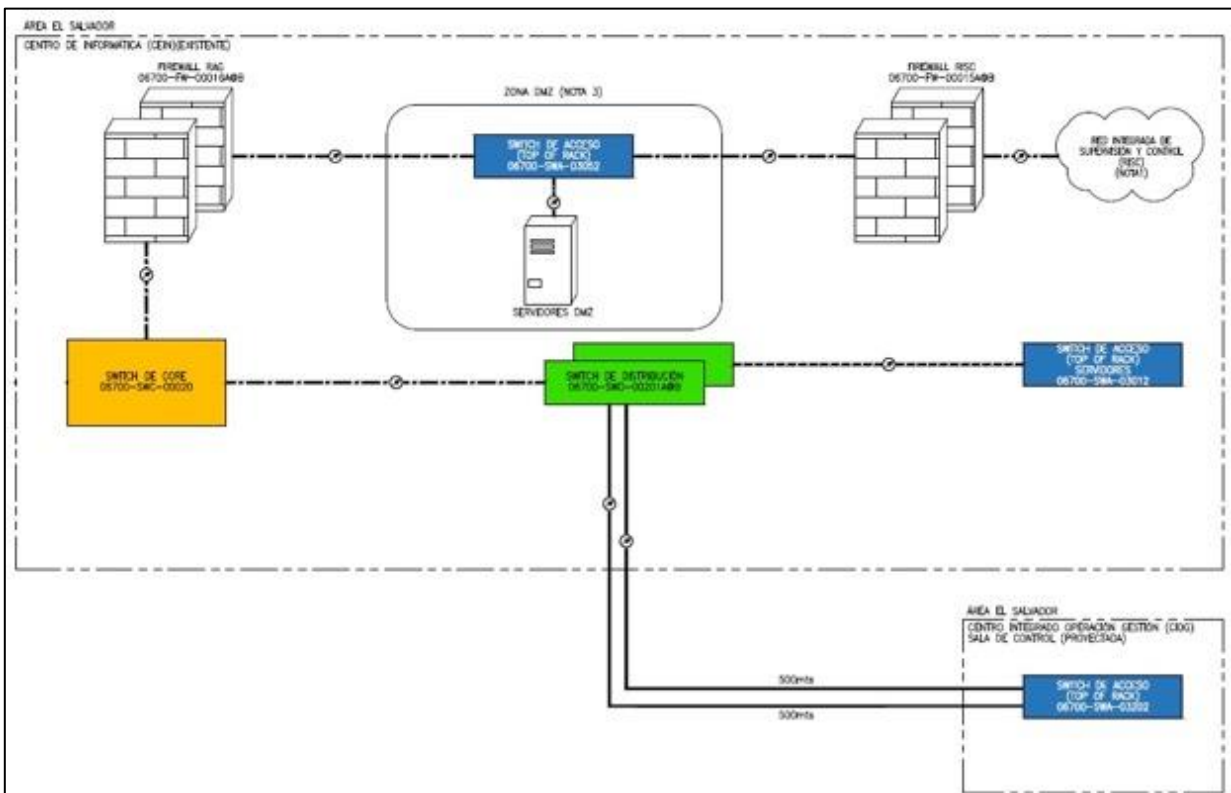 ÁREA EL SALVADOR
CENTRO DE INFORMÁTICA (CEIN)(EXISTENTE)
FIREWALL RAG
06700-FW-00016A@B
ZONA DMZ (NOTA 3)
SWITCH DE ACCESO
(TOP OF RACK)
06700-SWA-03052
SERVIDORES DMZ
FIREWALL RISC
06700-FW-00015A@B
RED INTEGRADA DE
SUPERVISIÓN Y CONTROL
(RISC)
(NOTA1)
SWITCH DE CORE
06700-SWC-00020
SWITCH DE DISTRIBUCIÓN
06700-SWD-00201A@B
SWITCH DE ACCESO
(TOP OF RACK)
SERVIDORES
06700-SWA-03012
ÁREA EL SALVADOR
CENTRO INTEGRADO OPERACIÓN GESTIÓN (CIOG)
SALA DE CONTROL (PROYECTADA)
500mts
500mts
SWITCH DE ACCESO
(TOP OF RACK)
06700-SWA-03202